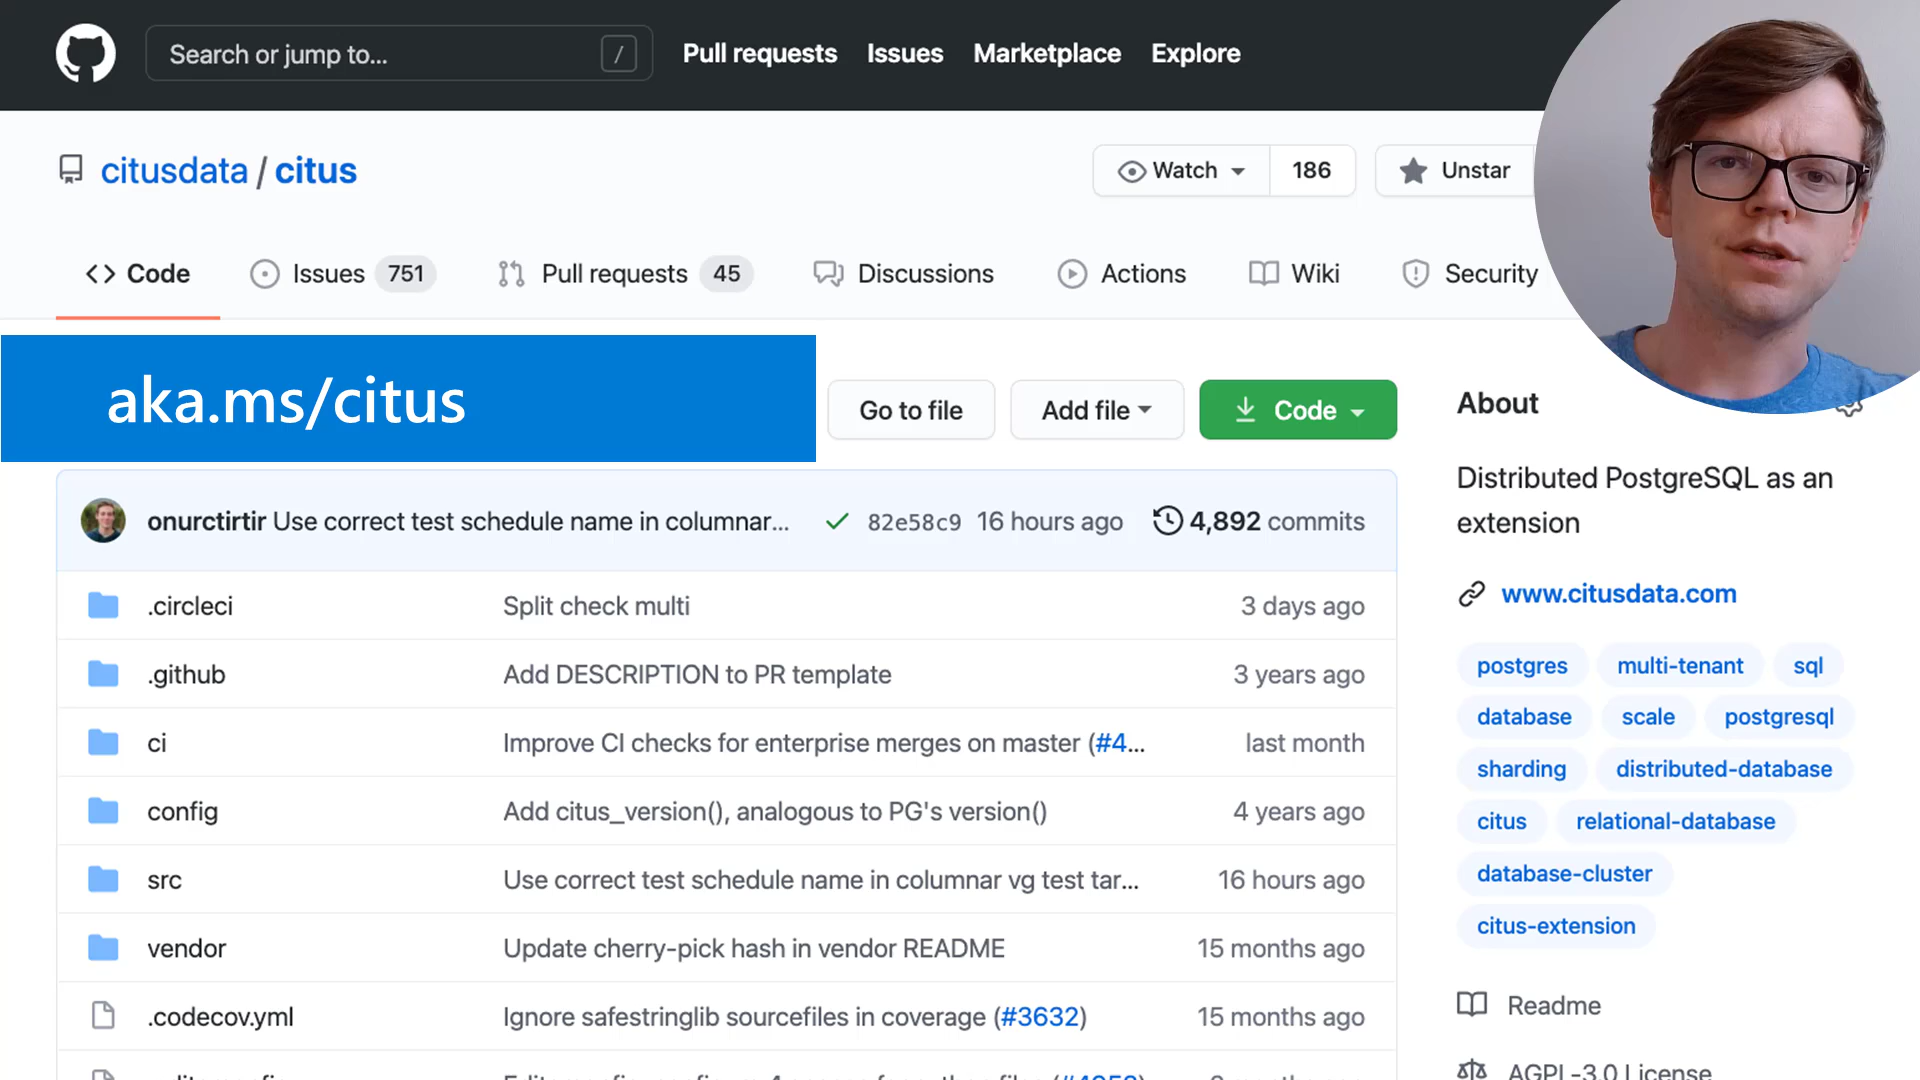 Search or jump to... /
Pull requests Issues Marketplace Explore
citusdata / citus
Watch 186 Unstar
Code Issues 751 Pull requests 45 Discussions Actions Wiki Security
aka.ms/citus
Go to file Add file Code
onurctirtir Use correct test schedule name in columnar... 82e58c9 16 hours ago 4,892 commits
.circleci Split check multi 3 days ago
.github Add DESCRIPTION to PR template 3 years ago
ci Improve CI checks for enterprise merges on master (#4... last month
config Add citus_version(), analogous to PG's version() 4 years ago
src Use correct test schedule name in columnar vg test tar... 16 hours ago
vendor Update cherry-pick hash in vendor README 15 months ago
.codecov.yml Ignore safestringlib sourcefiles in coverage (#3632) 15 months ago
About
Distributed PostgreSQL as an
extension
www.citusdata.com
postgres multi-tenant sql
database scale postgresql
sharding distributed-database
citus relational-database
database-cluster
citus-extension
Readme
AGPL-3.0 License